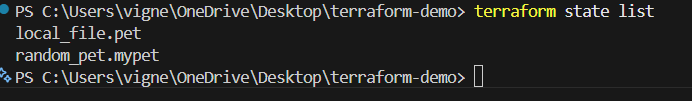 PS C:\Users\vigne\OneDrive\Desktop\terraform-demo> terraform state list
local_file.pet
random_pet.mypet
PS C:\Users\vigne\OneDrive\Desktop\terraform-demo>